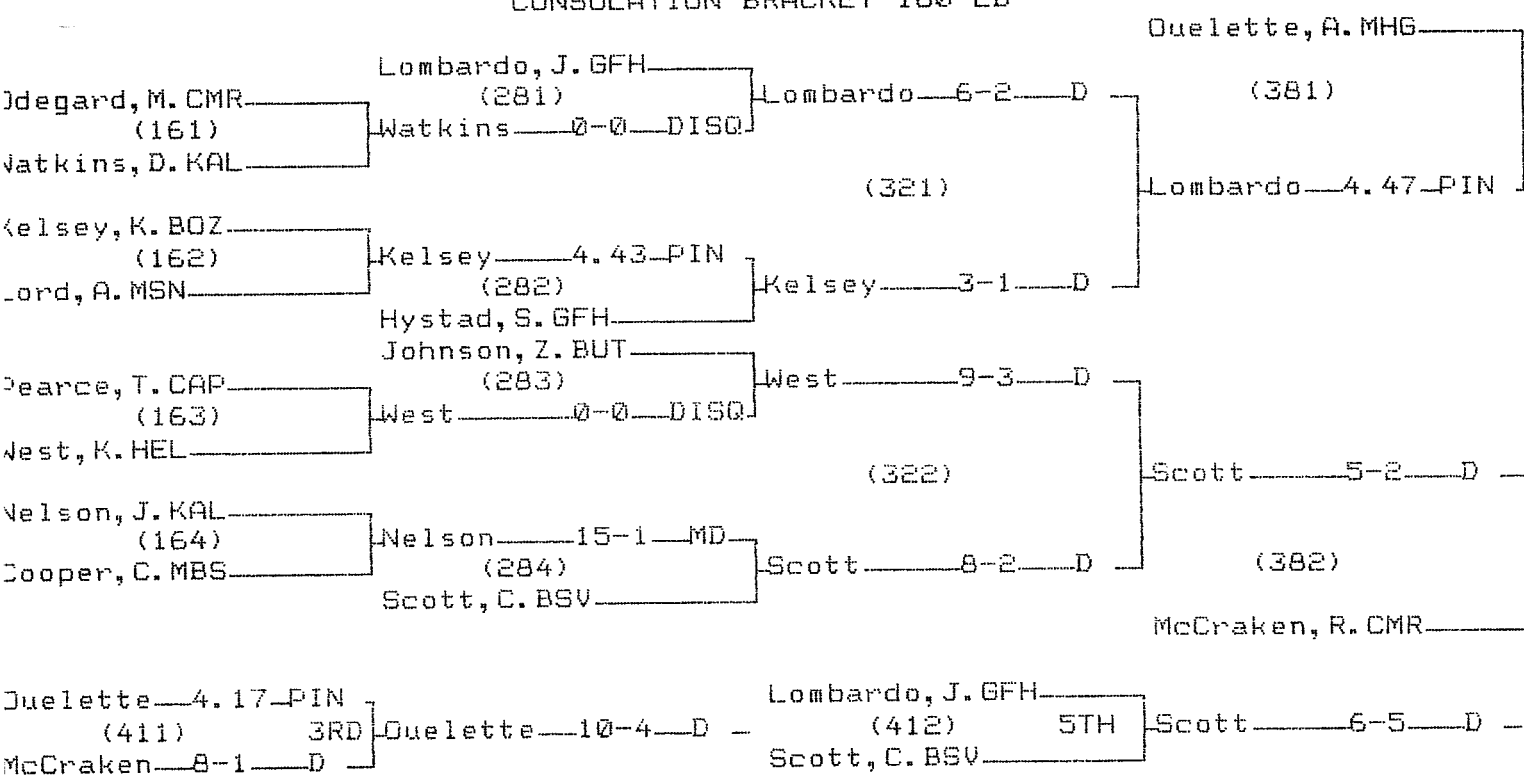 CONSOLATION BRACKET 160 LB
Ouelette, A. MHG
Lombardo, J. GFH
Odegard, M. CMR (281) Lombardo 6-2 D (381)
(161) Watkins 0-0 DISQ
Watkins, D. KAL
(321) Lombardo 4.47 PIN
Kelsey, K. BOZ
(162) Kelsey 4.43 PIN
Lord, A. MSN (282) Kelsey 3-1 D
Hystad, S. GFH
Johnson, Z. BUT
Pearce, T. CAP (283) West 9-3 D
(163) West 0-0 DISQ
West, K. HEL
(322) Scott 5-2 D
Nelson, J. KAL
(164) Nelson 15-1 MD
Cooper, C. MBS (284) Scott 8-2 D (382)
Scott, C. BSV
McCraken, R. CMR
Ouelette 4.17 PIN Lombardo, J. GFH
(411) 3RD Ouelette 10-4 D (412) 5TH Scott 6-5 D
McCraken 8-1 D Scott, C. BSV